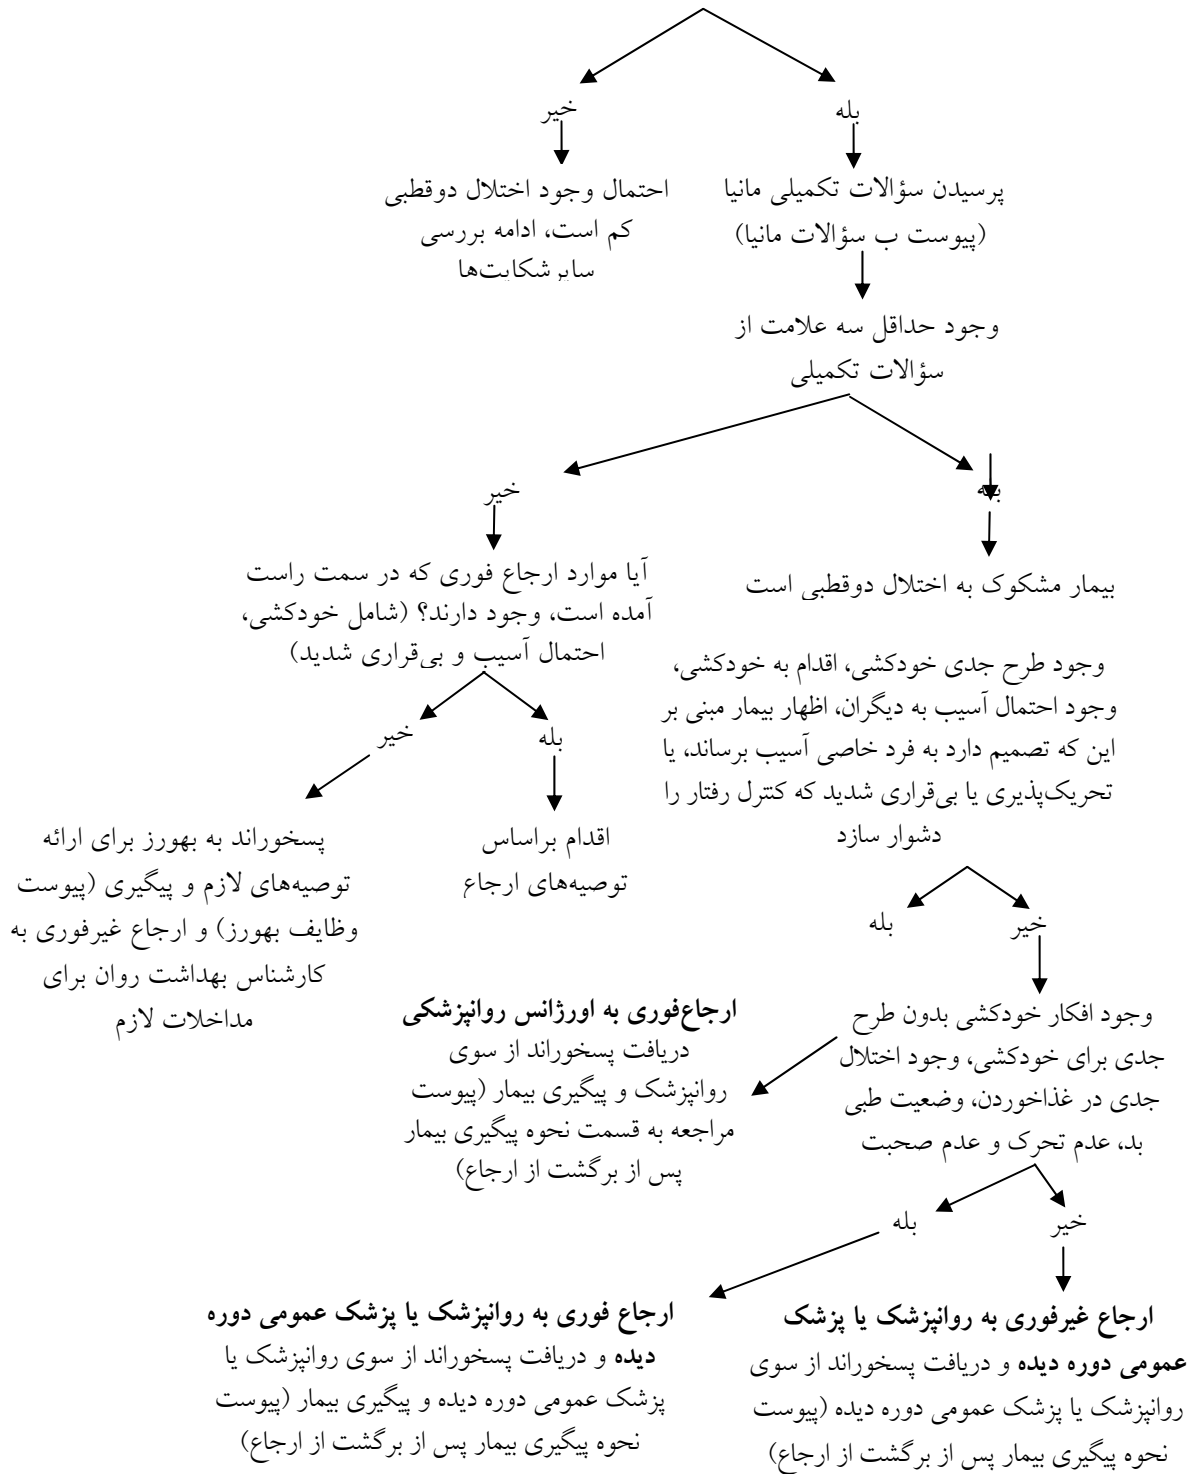 بله
خیر
پرسیدن سؤالات تکمیلی مانیا
(پیوست ب سؤالات مانیا)
احتمال وجود اختلال دوقطبی
کم است، ادامه بررسی
سایرشکایت‌ها
وجود حداقل سه علامت از
سؤالات تکمیلی
بله
خیر
بیمار مشکوک به اختلال دوقطبی است
وجود طرح جدی خودکشی، اقدام به خودکشی،
وجود احتمال آسیب به دیگران، اظهار بیمار مبنی بر
این که تصمیم دارد به فرد خاصی آسیب برساند، یا
تحریک‌پذیری یا بی‌قراری شدید که کنترل رفتار را
دشوار سازد
آیا موارد ارجاع فوری که در سمت راست
آمده است، وجود دارند؟ (شامل خودکشی،
احتمال آسیب و بی‌قراری شدید)
بله
خیر
اقدام براساس
توصیه‌های ارجاع
پسخوراند به بهورز برای ارائه
توصیه‌های لازم و پیگیری (پیوست
وظایف بهورز) و ارجاع غیرفوری به
کارشناس بهداشت روان برای
مداخلات لازم
خیر
بله
وجود افکار خودکشی بدون طرح
جدی برای خودکشی، وجود اختلال
جدی در غذاخوردن، وضعیت طبی
بد، عدم تحرک و عدم صحبت
ارجاع‌فوری به اورژانس روانپزشکی
دریافت پسخوراند از سوی
روانپزشک و پیگیری بیمار (پیوست
مراجعه به قسمت نحوه پیگیری بیمار
پس از برگشت از ارجاع)
خیر
بله
ارجاع غیرفوری به روانپزشک یا پزشک
عمومی دوره دیده و دریافت پسخوراند از سوی
روانپزشک یا پزشک عمومی دوره دیده (پیوست
نحوه پیگیری بیمار پس از برگشت از ارجاع)
ارجاع فوری به روانپزشک یا پزشک عمومی دوره
دیده و دریافت پسخوراند از سوی روانپزشک یا
پزشک عمومی دوره دیده و پیگیری بیمار (پیوست
نحوه پیگیری بیمار پس از برگشت از ارجاع)